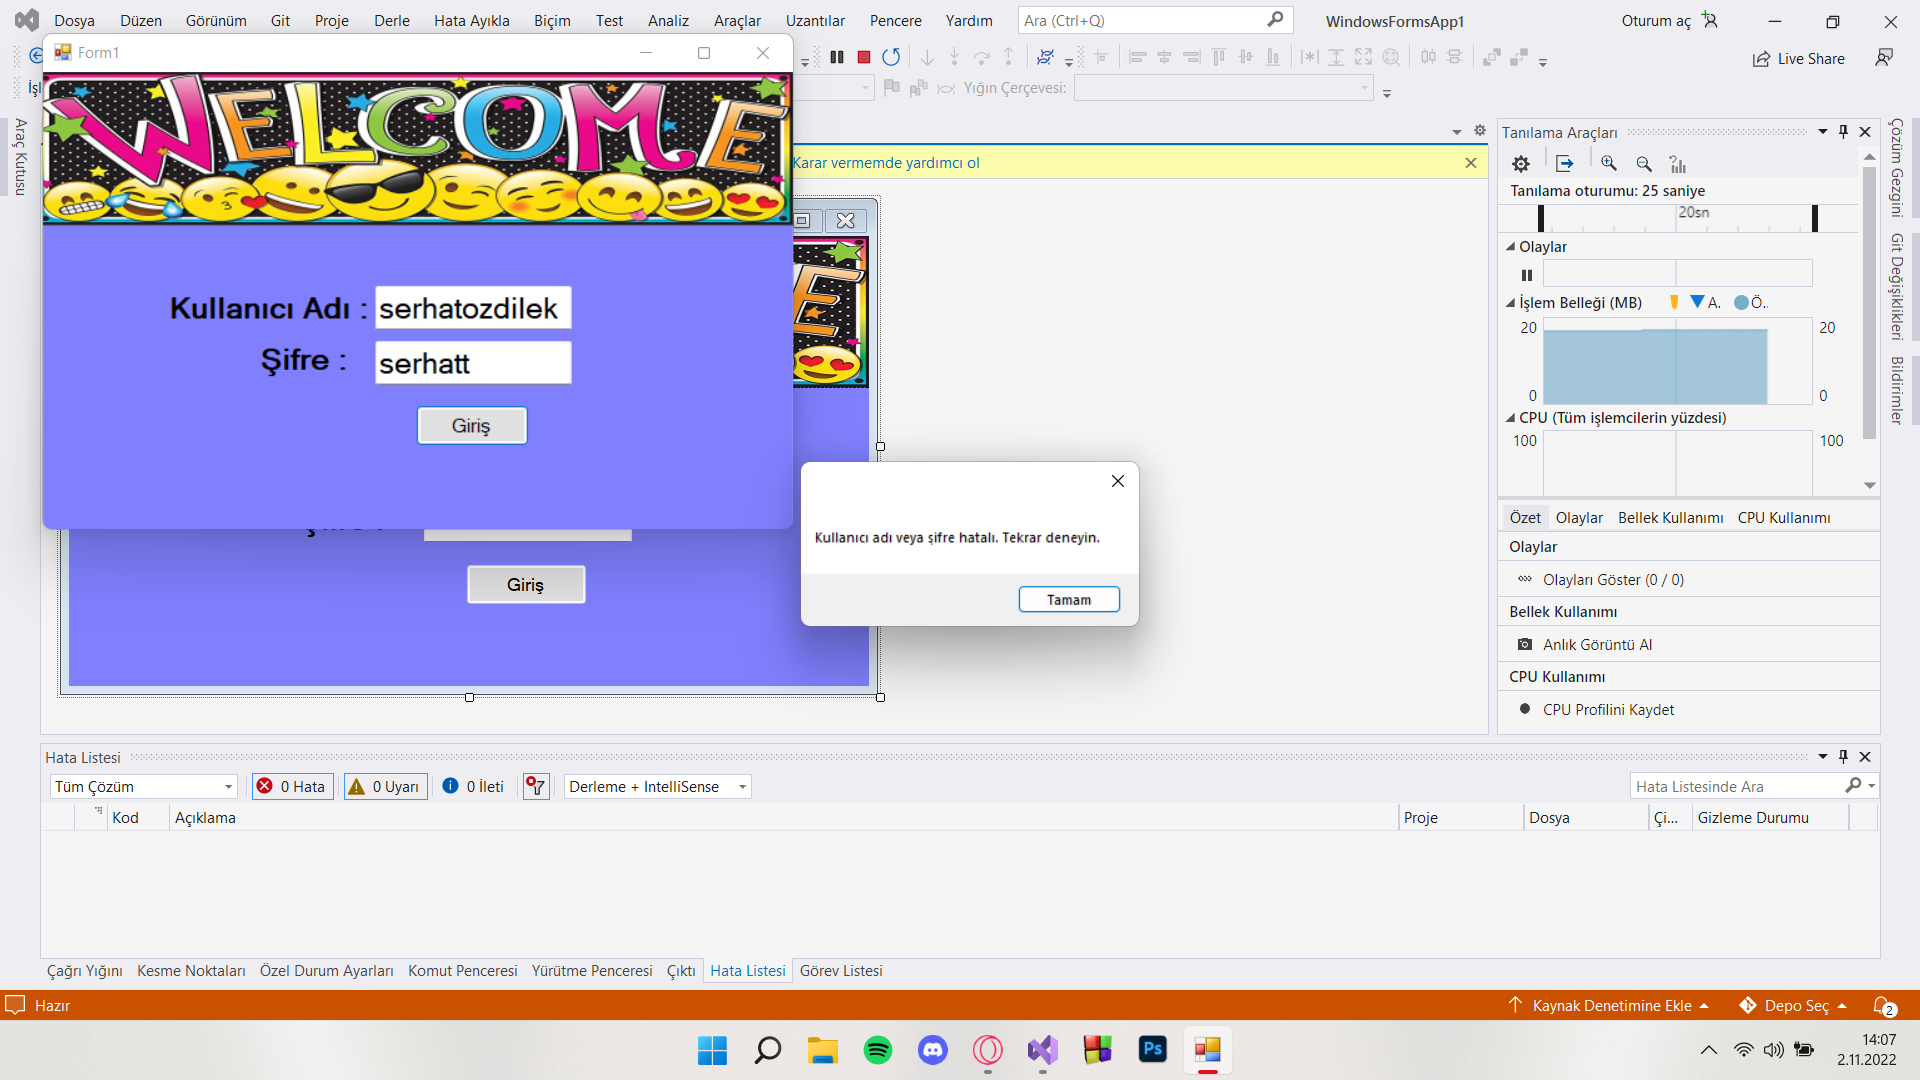 Dosya Düzen Görünüm Git Proje Derle Hata Ayıkla Biçim Test Analiz Araçlar Uzantılar Pencere Yardım Ara (Ctrl+Q) WindowsFormsApp1 Oturum aç
Form1
Live Share
Yığın Çerçevesi:
WELCOME
Araç Kutusu
Karar vermemde yardımcı ol
Kullanıcı Adı : serhatozdilek
Şifre : serhatt
Giriş
Giriş
Kullanıcı adı veya şifre hatalı. Tekrar deneyin.
Tamam
Tanılama Araçları
Tanılama oturumu: 25 saniye
20sn
Olaylar
İşlem Belleği (MB) A. Ö..
20 20
0 0
CPU (Tüm işlemcilerin yüzdesi)
100 100
Özet Olaylar Bellek Kullanımı CPU Kullanımı
Olaylar
Olayları Göster (0 / 0)
Bellek Kullanımı
Anlık Görüntü Al
CPU Kullanımı
CPU Profilini Kaydet
Çözüm Gezgini
Git Değişiklikleri
Bildirimler
Hata Listesi
Tüm Çözüm 0 Hata 0 Uyarı 0 İleti Derleme + IntelliSense Hata Listesinde Ara
Kod Açıklama Proje Dosya Çi... Gizleme Durumu
Çağrı Yığını Kesme Noktaları Özel Durum Ayarları Komut Penceresi Yürütme Penceresi Çıktı Hata Listesi Görev Listesi
Hazır Kaynak Denetimine Ekle Depo Seç 2
Ps
14:07
2.11.2022